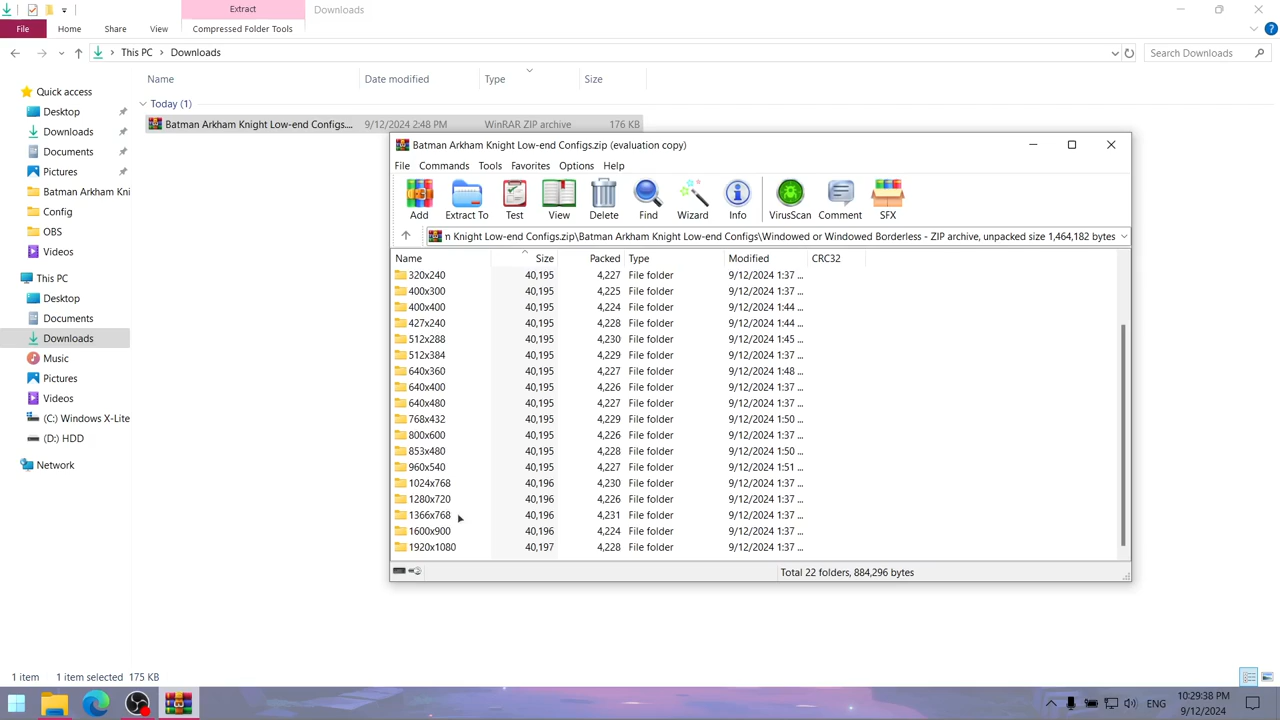 Extract
Downloads
File
Home
Share
View
Compressed Folder Tools
This PC
Downloads
Search Downloads
Name
Date modified
Type
Size
Today (1)
Batman Arkham Knight Low-end Configs....
9/12/2024 2:48 PM
WinRAR ZIP archive
176 KB
Quick access
Desktop
Downloads
Documents
Pictures
Batman Arkham Kni
Config
OBS
Videos
This PC
Desktop
Documents
Downloads
Music
Pictures
Videos
(C:) Windows X-Lite
(D:) HDD
Network
Batman Arkham Knight Low-end Configs.zip (evaluation copy)
File Commands Tools Favorites Options Help
Add Extract To Test View Delete Find Wizard Info VirusScan Comment SFX
n Knight Low-end Configs.zip\Batman Arkham Knight Low-end Configs\Windowed or Windowed Borderless - ZIP archive, unpacked size 1,464,182 bytes
Name Size Packed Type Modified CRC32
320x240 40,195 4,227 File folder 9/12/2024 1:37 ...
400x300 40,195 4,225 File folder 9/12/2024 1:37 ...
400x400 40,195 4,224 File folder 9/12/2024 1:44 ...
427x240 40,195 4,228 File folder 9/12/2024 1:44 ...
512x288 40,195 4,230 File folder 9/12/2024 1:45 ...
512x384 40,195 4,229 File folder 9/12/2024 1:37 ...
640x360 40,195 4,227 File folder 9/12/2024 1:48 ...
640x400 40,195 4,226 File folder 9/12/2024 1:37 ...
640x480 40,195 4,227 File folder 9/12/2024 1:37 ...
768x432 40,195 4,229 File folder 9/12/2024 1:50 ...
800x600 40,195 4,226 File folder 9/12/2024 1:37 ...
853x480 40,195 4,228 File folder 9/12/2024 1:50 ...
960x540 40,195 4,227 File folder 9/12/2024 1:51 ...
1024x768 40,196 4,230 File folder 9/12/2024 1:37 ...
1280x720 40,196 4,226 File folder 9/12/2024 1:37 ...
1366x768 40,196 4,231 File folder 9/12/2024 1:37 ...
1600x900 40,196 4,224 File folder 9/12/2024 1:37 ...
1920x1080 40,197 4,228 File folder 9/12/2024 1:37 ...
Total 22 folders, 884,296 bytes
1 item 1 item selected 175 KB
ENG
10:29:38 PM
9/12/2024